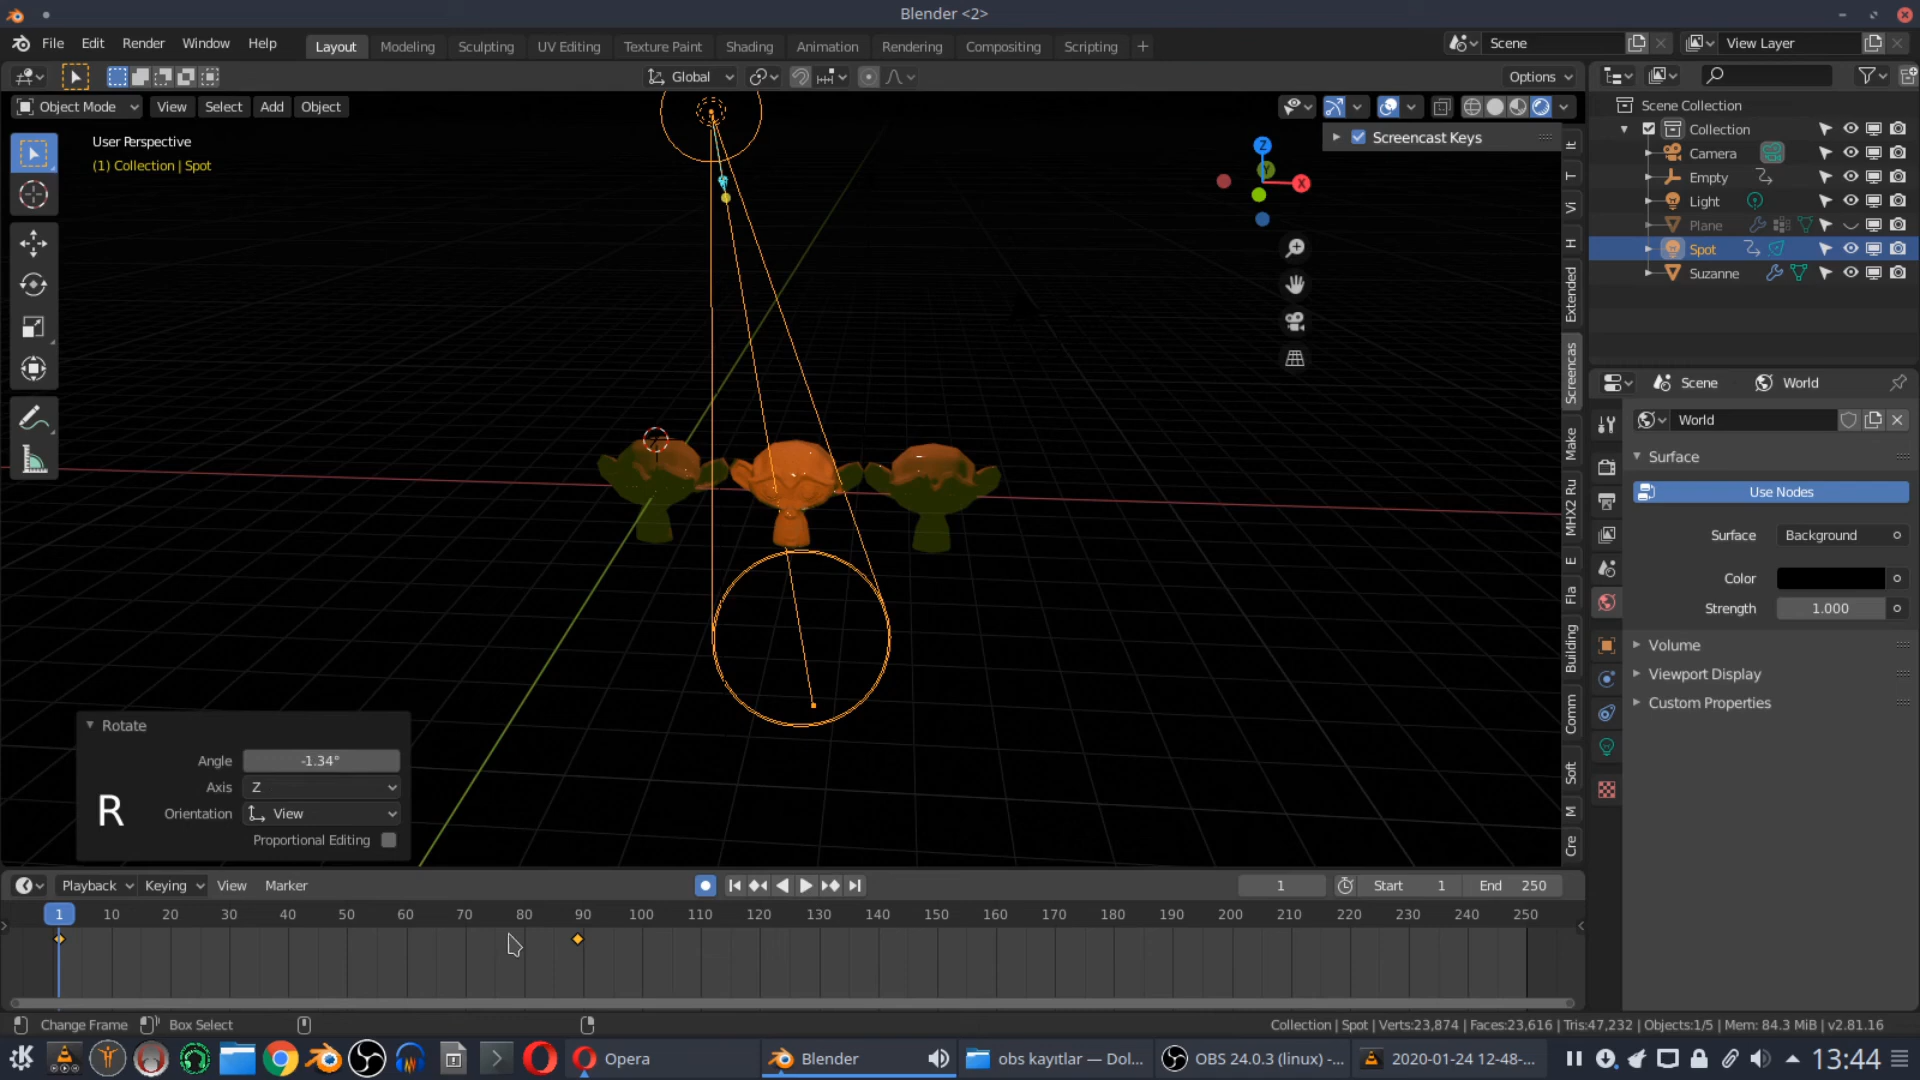 Blender <2>
File Edit Render Window Help
Layout Modeling Sculpting UV Editing Texture Paint Shading Animation Rendering Compositing Scripting +
Scene
View Layer
Global
Options
Object Mode View Select Add Object
User Perspective
(1) Collection | Spot
Screencast Keys
Z
Y
X
It
T
Vi
H
Extended
Screencas
Make
MHX2 Ru
E
Fla
Building
Comm
Soft
M
Cre
Scene Collection
Collection
Camera
Empty
Light
Plane
Spot
Suzanne
Scene World
World
Surface
Use Nodes
Surface Background
Color
Strength 1.000
Volume
Viewport Display
Custom Properties
Rotate
Angle -1.34°
Axis Z
Orientation View
Proportional Editing
R
Playback Keying View Marker
1 Start 1 End 250
1 10 20 30 40 50 60 70 80 90 100 110 120 130 140 150 160 170 180 190 200 210 220 230 240 250
Change Frame Box Select
Collection | Spot | Verts:23,874 | Faces:23,616 | Tris:47,232 | Objects:1/5 | Mem: 84.3 MiB | v2.81.16
Opera
Blender
obs kayıtlar — Dol...
OBS 24.0.3 (linux) -...
2020-01-24 12-48-...
13:44